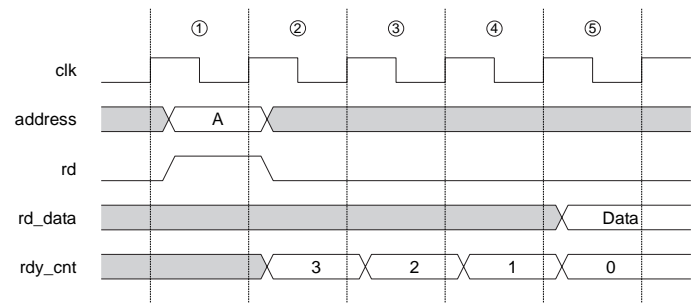 ① ② ③ ④ ⑤
clk
address A
rd
rd_data Data
rdy_cnt 3 2 1 0